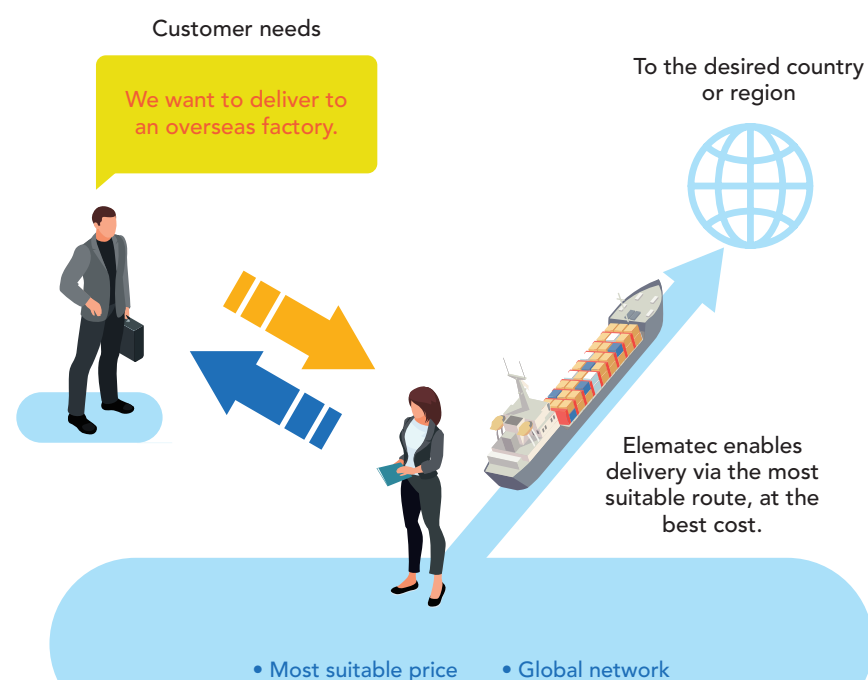 Customer needs
We want to deliver to
an overseas factory.
To the desired country
or region
Elematec enables
delivery via the most
suitable route, at the
best cost.
• Most suitable price
• Global network